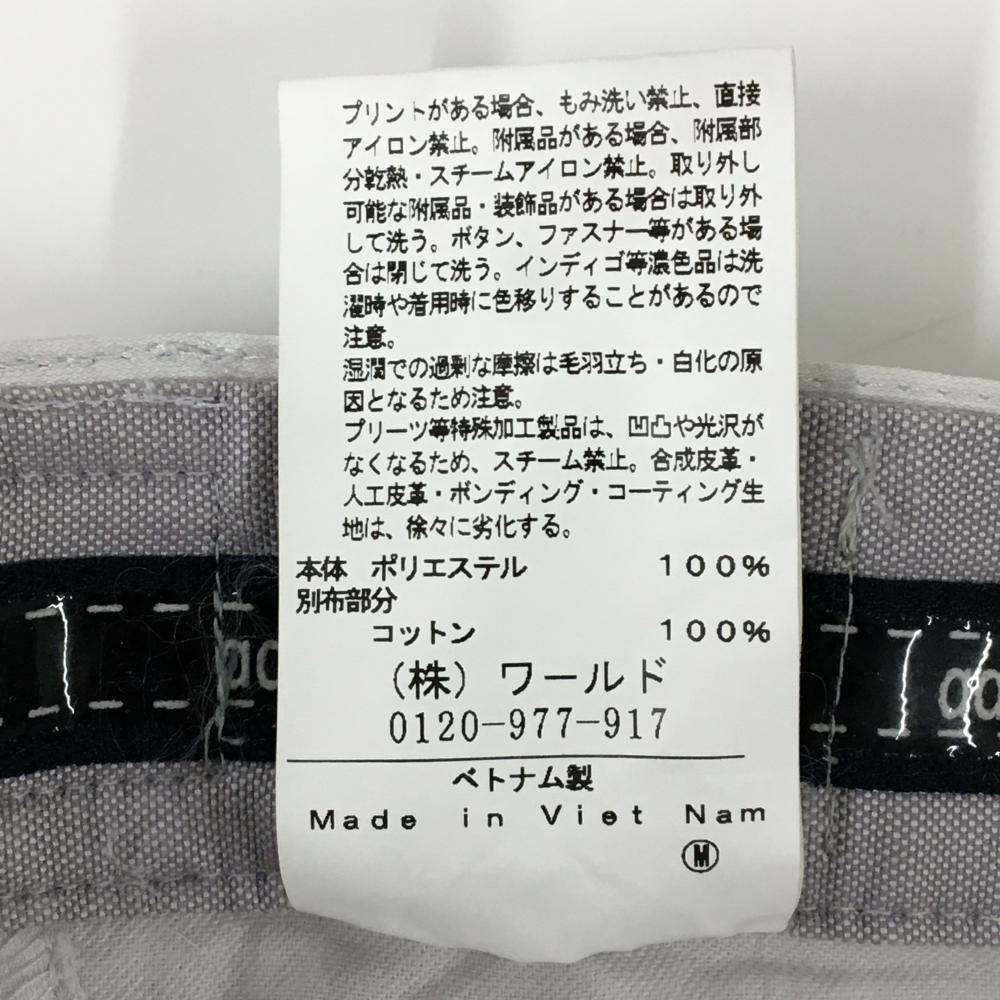 プリントがある場合、もみ洗い禁止、直接
アイロン禁止。附属品がある場合、附属部
分乾熱・スチームアイロン禁止。取り外し
可能な附属品・装飾品がある場合は取り外
して洗う。ボタン、ファスナー等がある場
合は閉じて洗う。インディゴ等濃色品は洗
濯時や着用時に色移りすることがあるので
注意。
湿潤での過剰な摩擦は毛羽立ち・白化の原
因となるため注意。
プリーツ等特殊加工製品は、凹凸や光沢が
なくなるため、スチーム禁止。合成皮革・
人工皮革・ボンディング・コーティング生
地は、徐々に劣化する。
本体 ポリエステル 100%
別布部分
コットン 100%
(株) ワールド
0120-977-917
ベトナム製
Made in Viet Nam
M